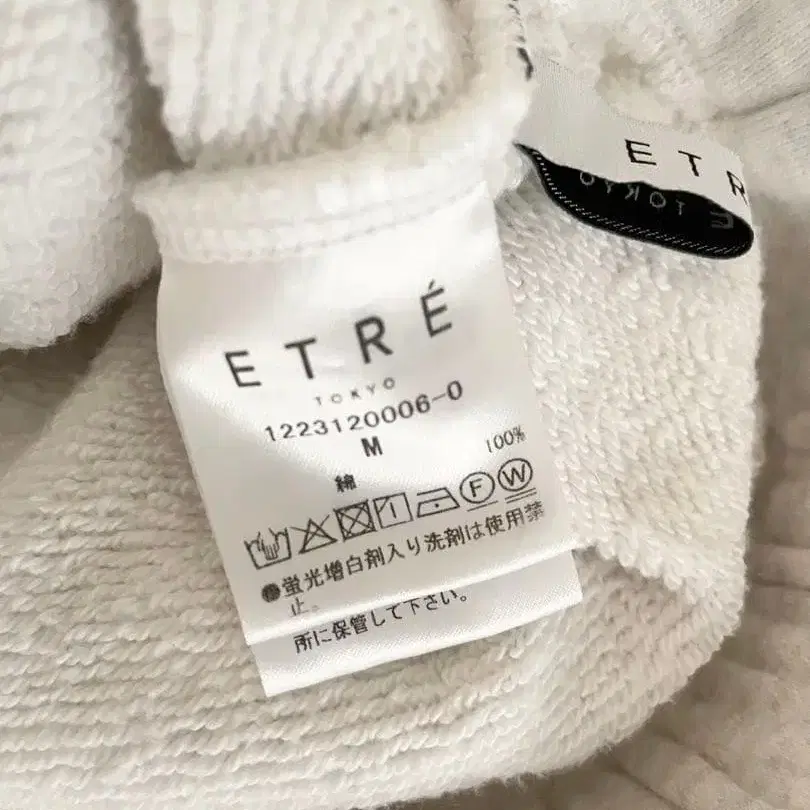 ETRÉ
TOKYO
1223120006-0
M
綿 100%
F W
●蛍光増白剤入り洗剤は使用禁
止。
所に保管して下さい。
ETR
TOKYO